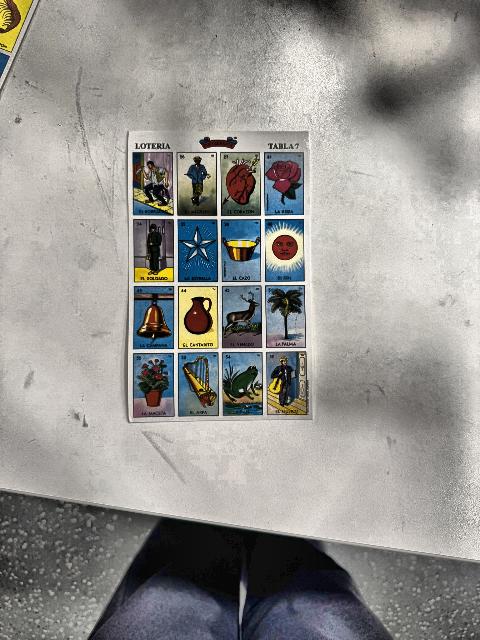 LOTERIA TABLA 7
EL BORRACHO EL NEGRITO EL CORAZON LA ROSA
EL SOLDADO LA ESTRELLA EL CAZO EL SOL
LA CAMPANA EL CANTARITO EL VENADO LA PALMA
LA MACETA EL ARPA LA RANA EL MUSICO